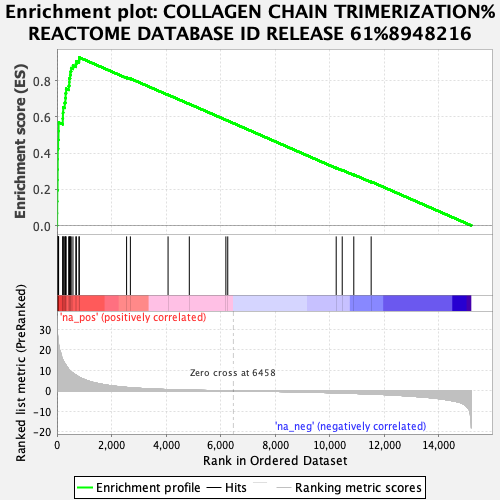 Enrichment plot: COLLAGEN CHAIN TRIMERIZATION%
REACTOME DATABASE ID RELEASE 61%8948216
Enrichment score (ES)
0.8
0.6
0.4
0.2
0.0
'na_pos' (positively correlated)
Ranked list metric (PreRanked)
30
20
10
0
-10
-20
Zero cross at 6458
'na_neg' (negatively correlated)
0 2,000 4,000 6,000 8,000 10,000 12,000 14,000
Rank in Ordered Dataset
Enrichment profile Hits Ranking metric scores